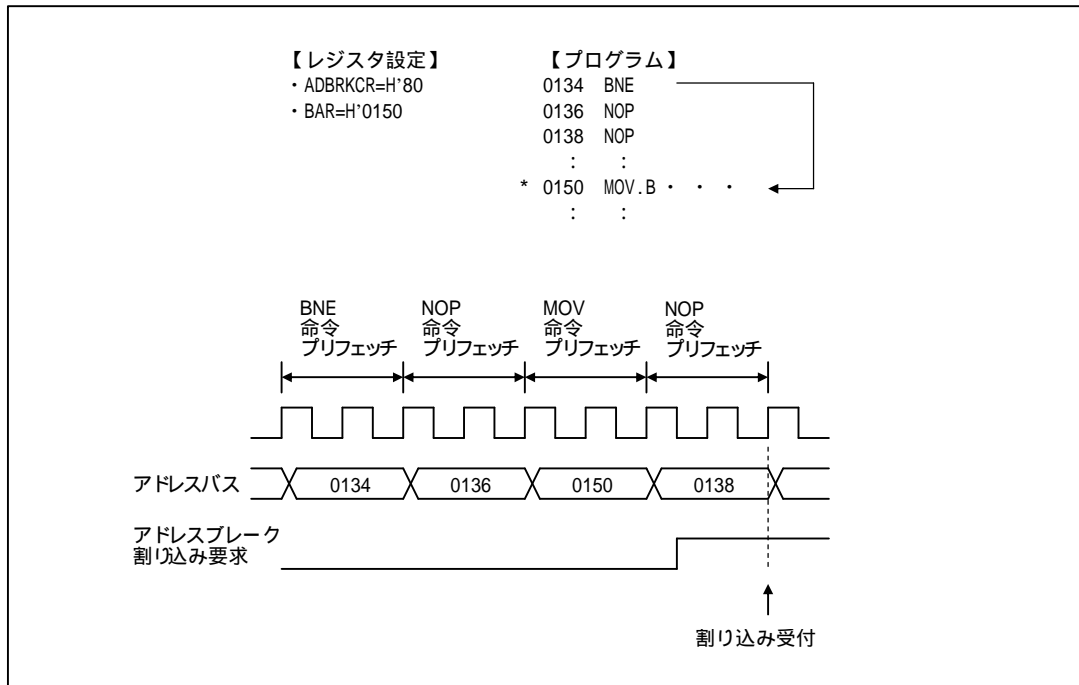 【レジスタ設定】
・ADBRKCR=H'80
・BAR=H'0150
【プログラム】
0134 BNE
0136 NOP
0138 NOP
: :
* 0150 MOV.B ・ ・ ・
: :
BNE
命令
プリフェッチ
NOP
命令
プリフェッチ
MOV
命令
プリフェッチ
NOP
命令
プリフェッチ
アドレスバス 0134 0136 0150 0138
アドレスブレーク
割り込み要求
割り込み受付